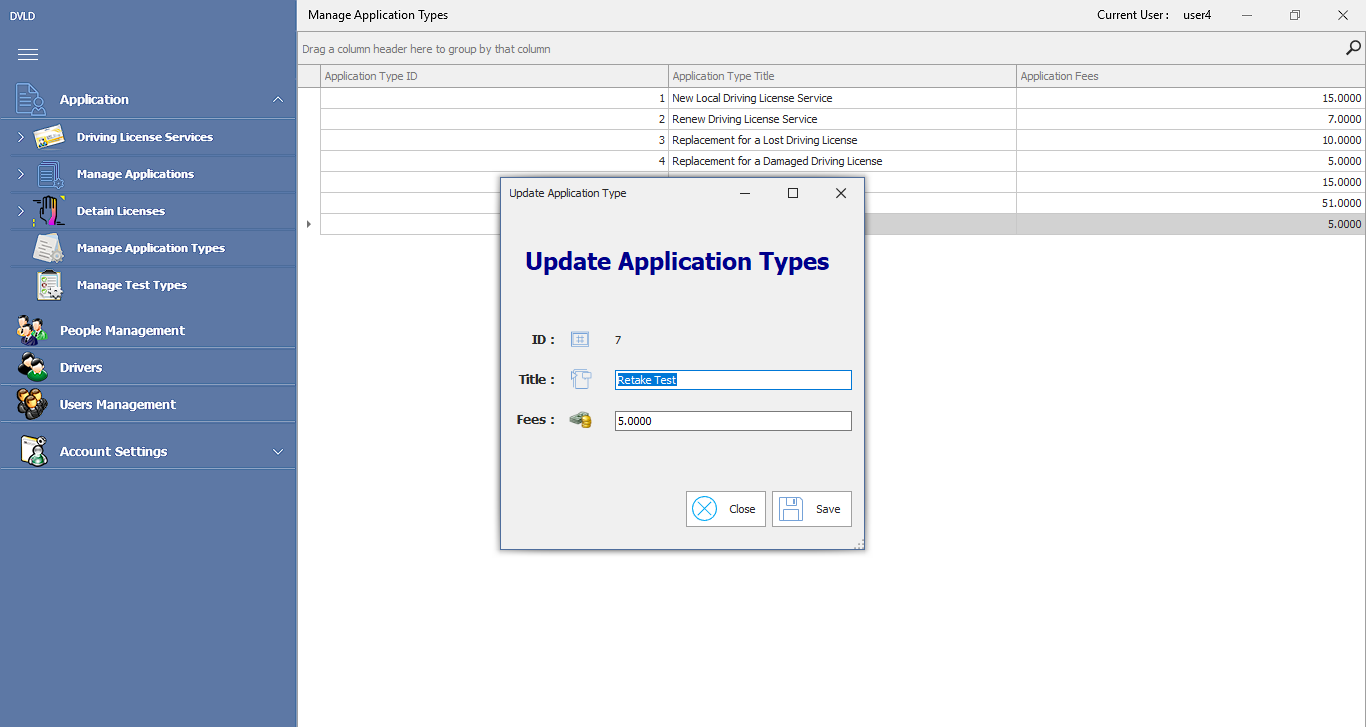 DVLD
Manage Application Types
Current User : user4
Application
Driving License Services
Manage Applications
Detain Licenses
Manage Application Types
Manage Test Types
People Management
Drivers
Users Management
Account Settings
Drag a column header here to group by that column
Application Type ID Application Type Title Application Fees
1 New Local Driving License Service 15.0000
2 Renew Driving License Service 7.0000
3 Replacement for a Lost Driving License 10.0000
4 Replacement for a Damaged Driving License 5.0000
15.0000
51.0000
5.0000
Update Application Type
Update Application Types
ID : 7
Title : Retake Test
Fees : 5.0000
Close Save